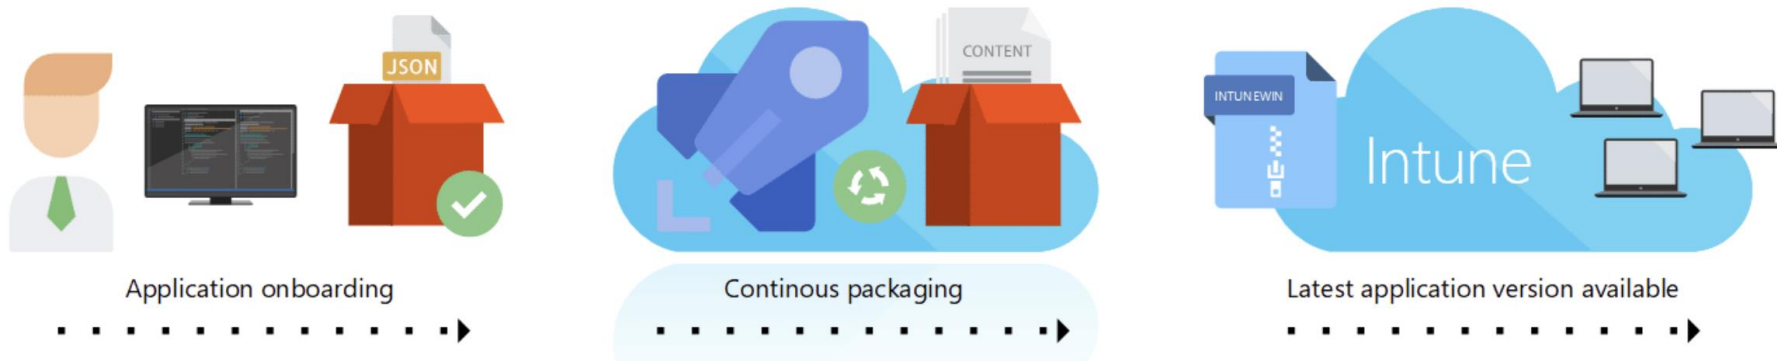 JSON
CONTENT
INTUNEWIN
Intune
Application onboarding
Continous packaging
Latest application version available